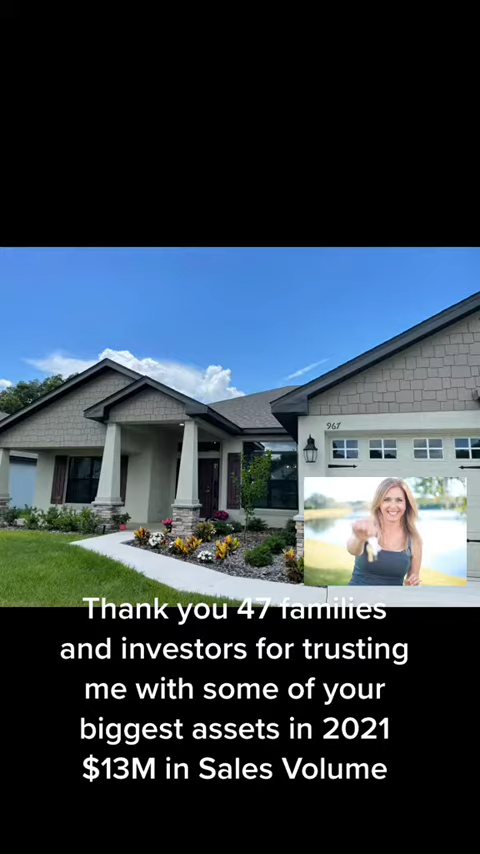 967
Thank you 47 families
and investors for trusting
me with some of your
biggest assets in 2021
$13M in Sales Volume